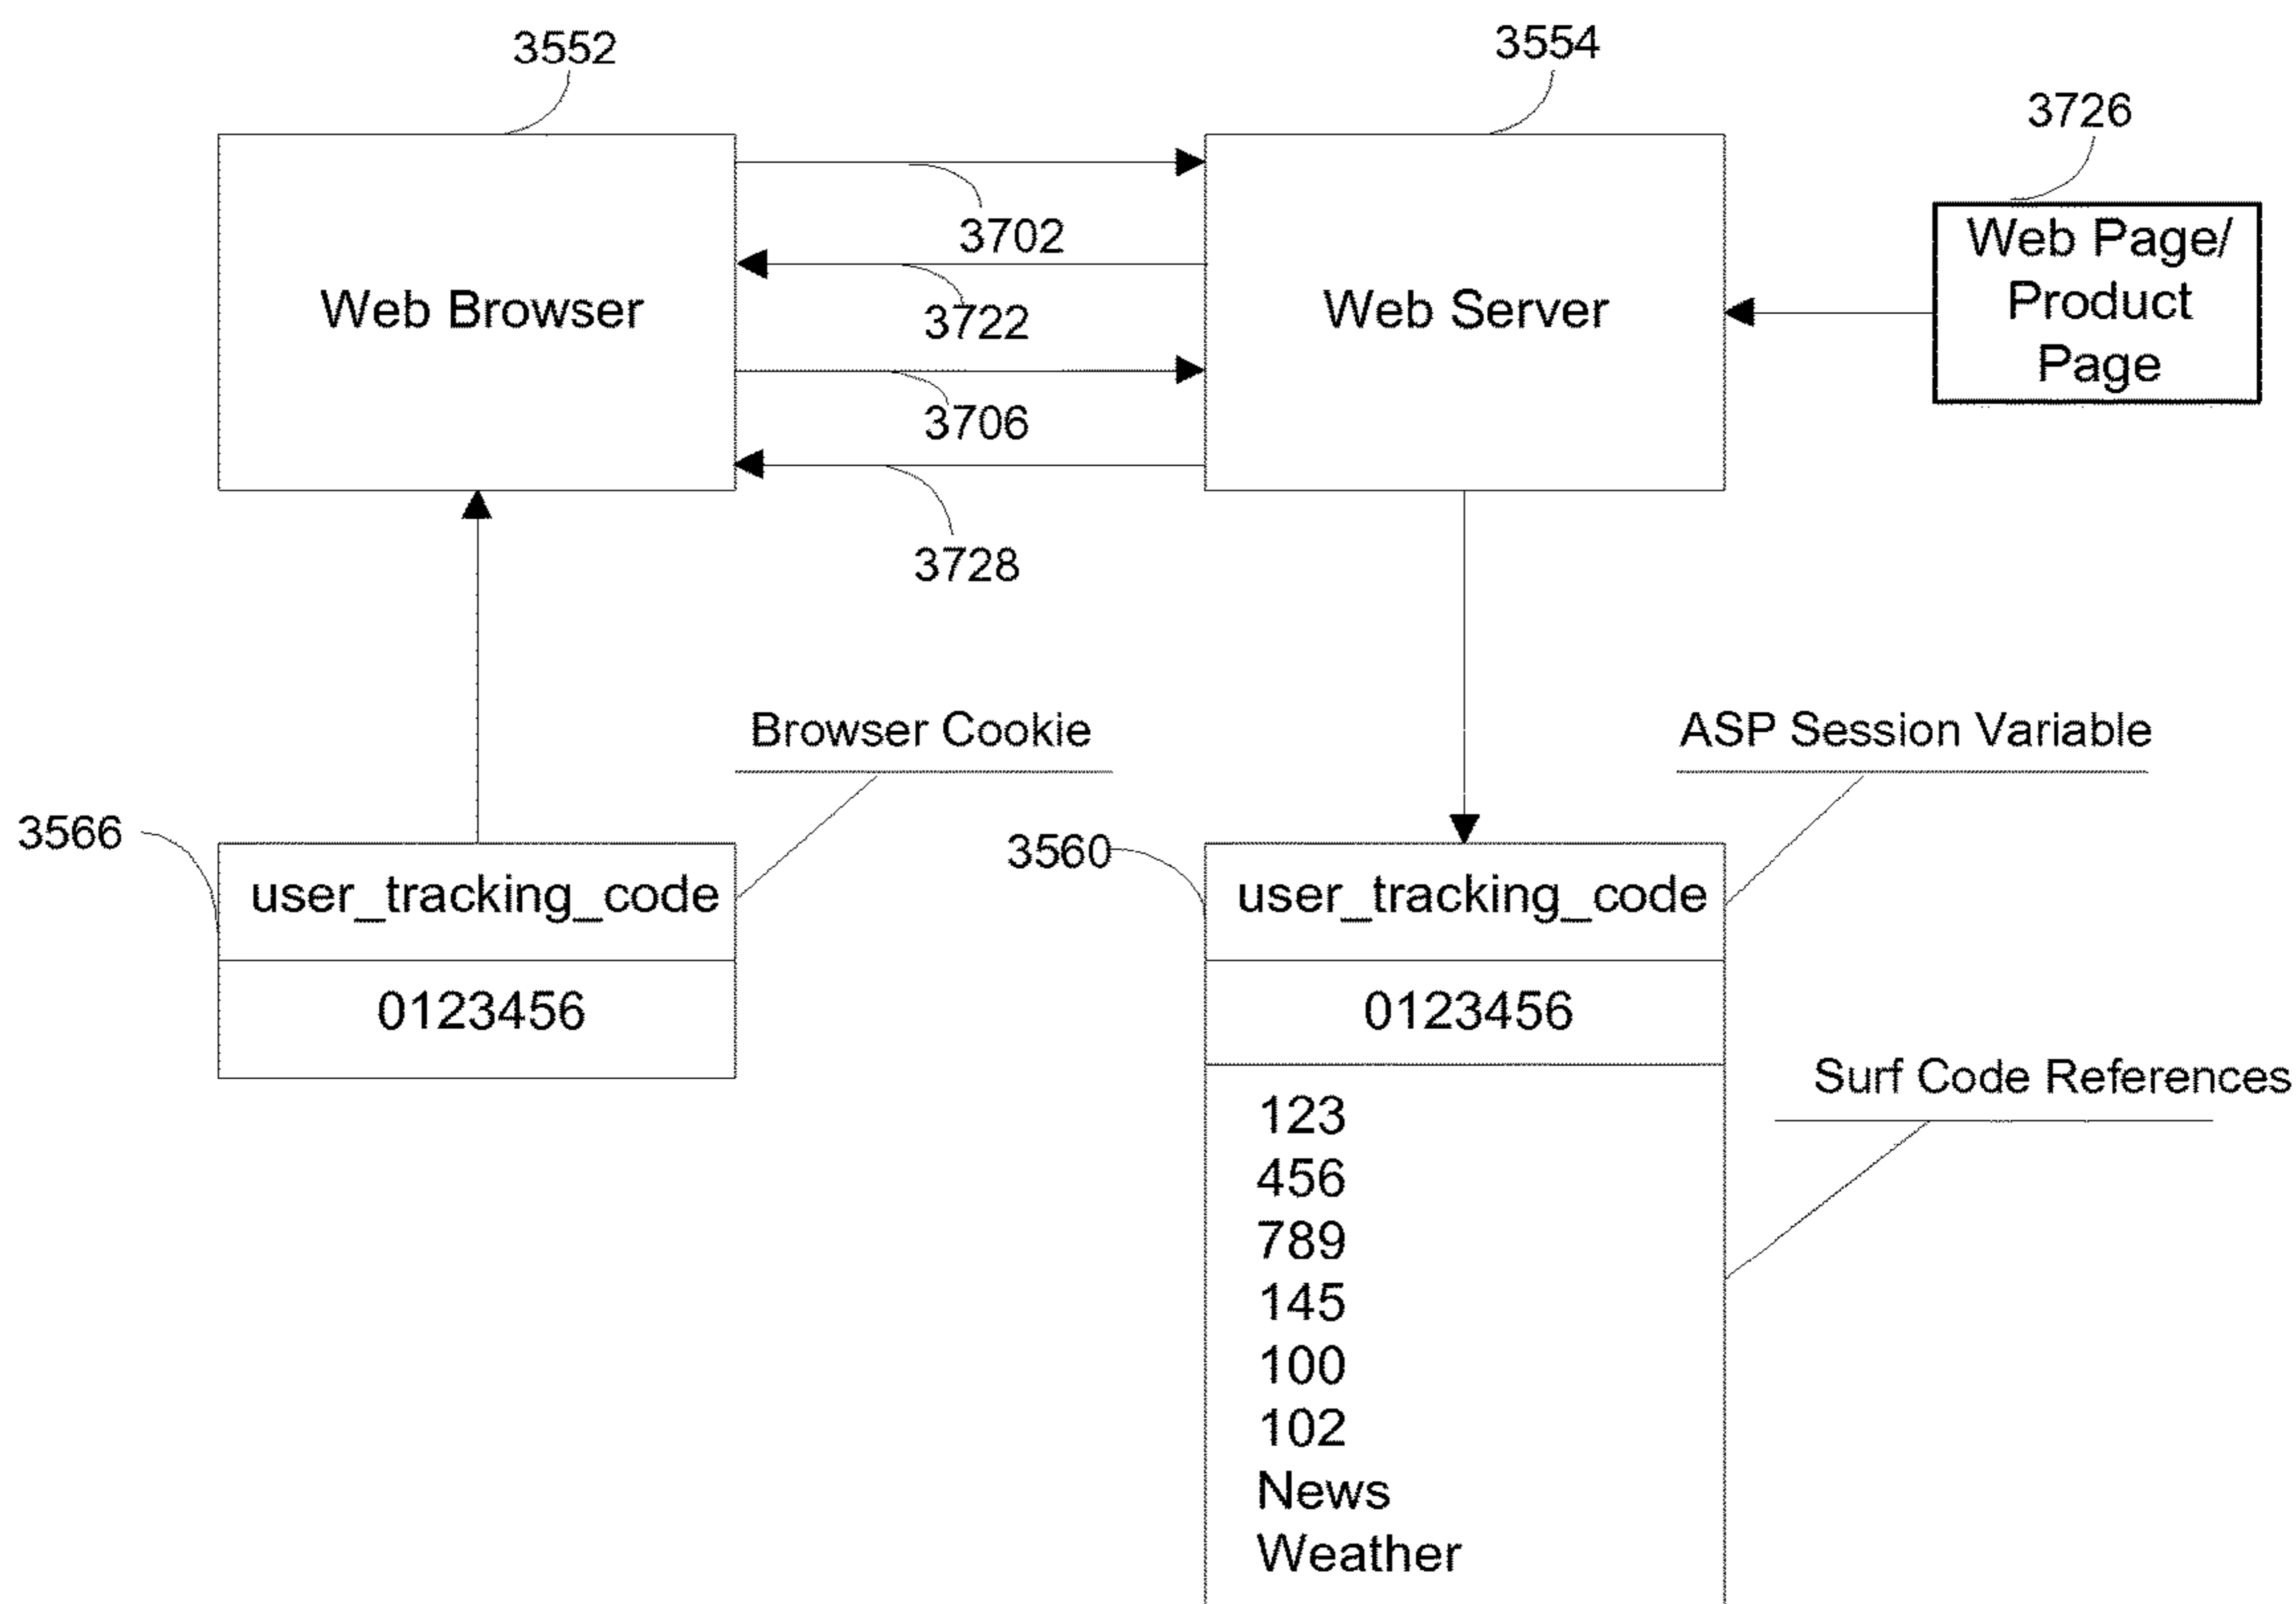 3552
3554
3726
Web Browser
3702
3722
3706
3728
Web Server
Web Page/
Product
Page
Browser Cookie
ASP Session Variable
3566
user_tracking_code
0123456
3560
user_tracking_code
0123456
Surf Code References
123
456
789
145
100
102
News
Weather